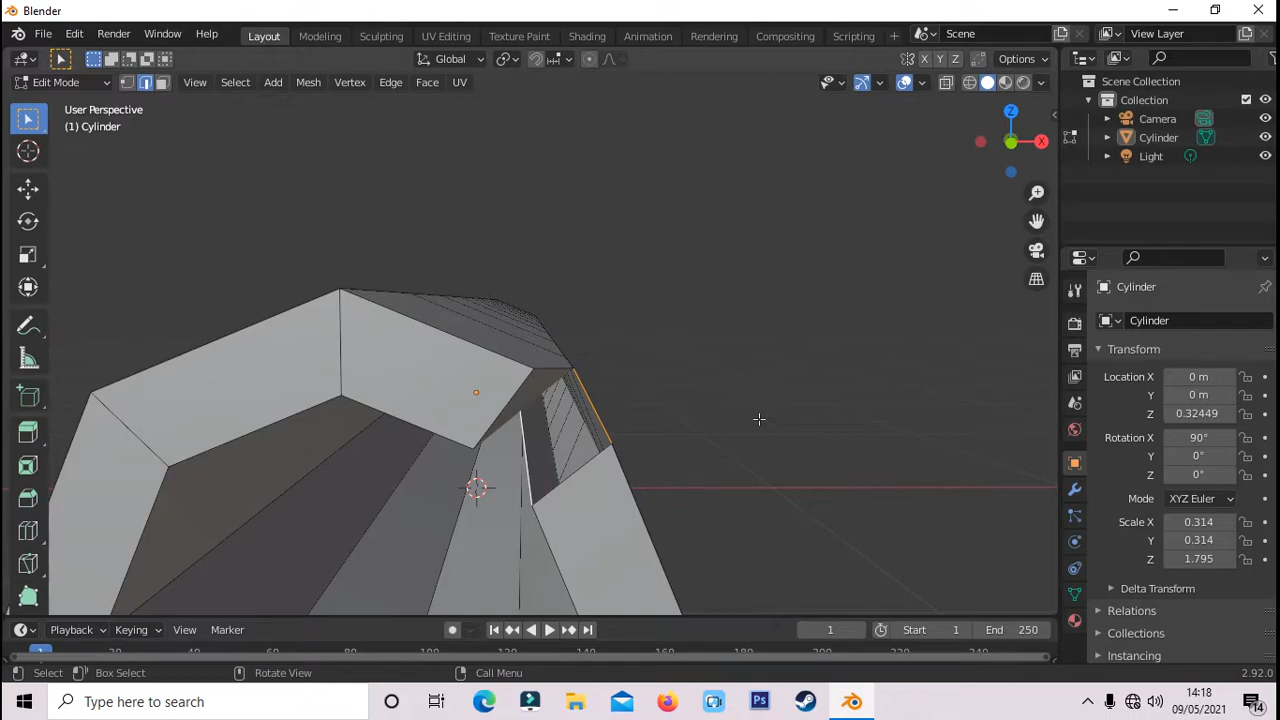 Blender
File Edit Render Window Help Layout Modeling Sculpting UV Editing Texture Paint Shading Animation Rendering Compositing Scripting + Scene View Layer
Global X Y Z Options
Edit Mode View Select Add Mesh Vertex Edge Face UV
User Perspective
(1) Cylinder
Z
X
Scene Collection
Collection
Camera
Cylinder
Light
Cylinder
Cylinder
Transform
Location X 0 m
Y 0 m
Z 0.32449
Rotation X 90°
Y 0°
Z 0°
Mode XYZ Euler
Scale X 0.314
Y 0.314
Z 1.795
Delta Transform
Relations
Collections
Instancing
Playback Keying View Marker 1 Start 1 End 250
1
Select Box Select Rotate View Call Menu 2.92.0
Type here to search
Ps
14:18
09/05/2021
14